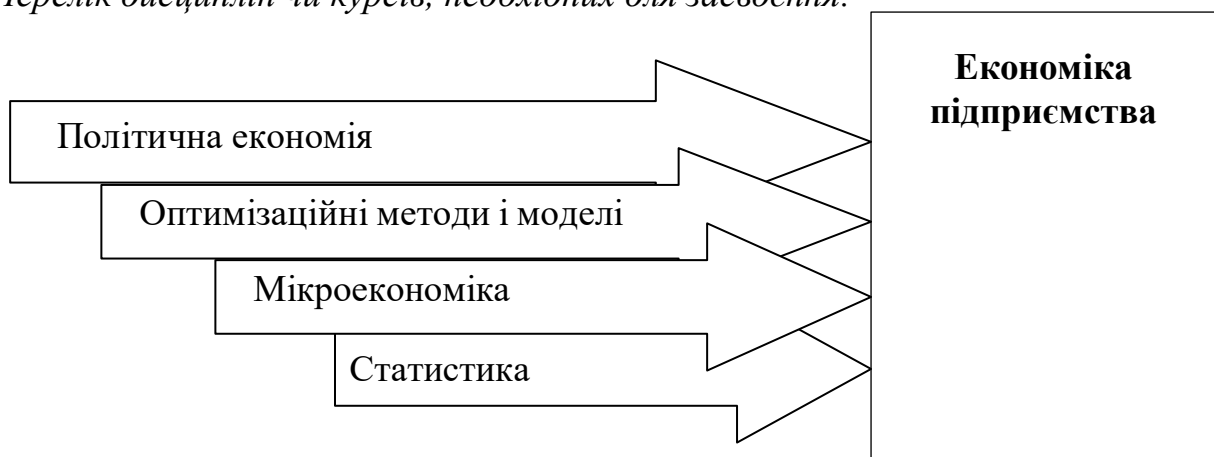 Перелік дисциплін чи курсів, необхідних для засвоєння:
Економіка
підприємства
Політична економія
Оптимізаційні методи і моделі
Мікроекономіка
Статистика